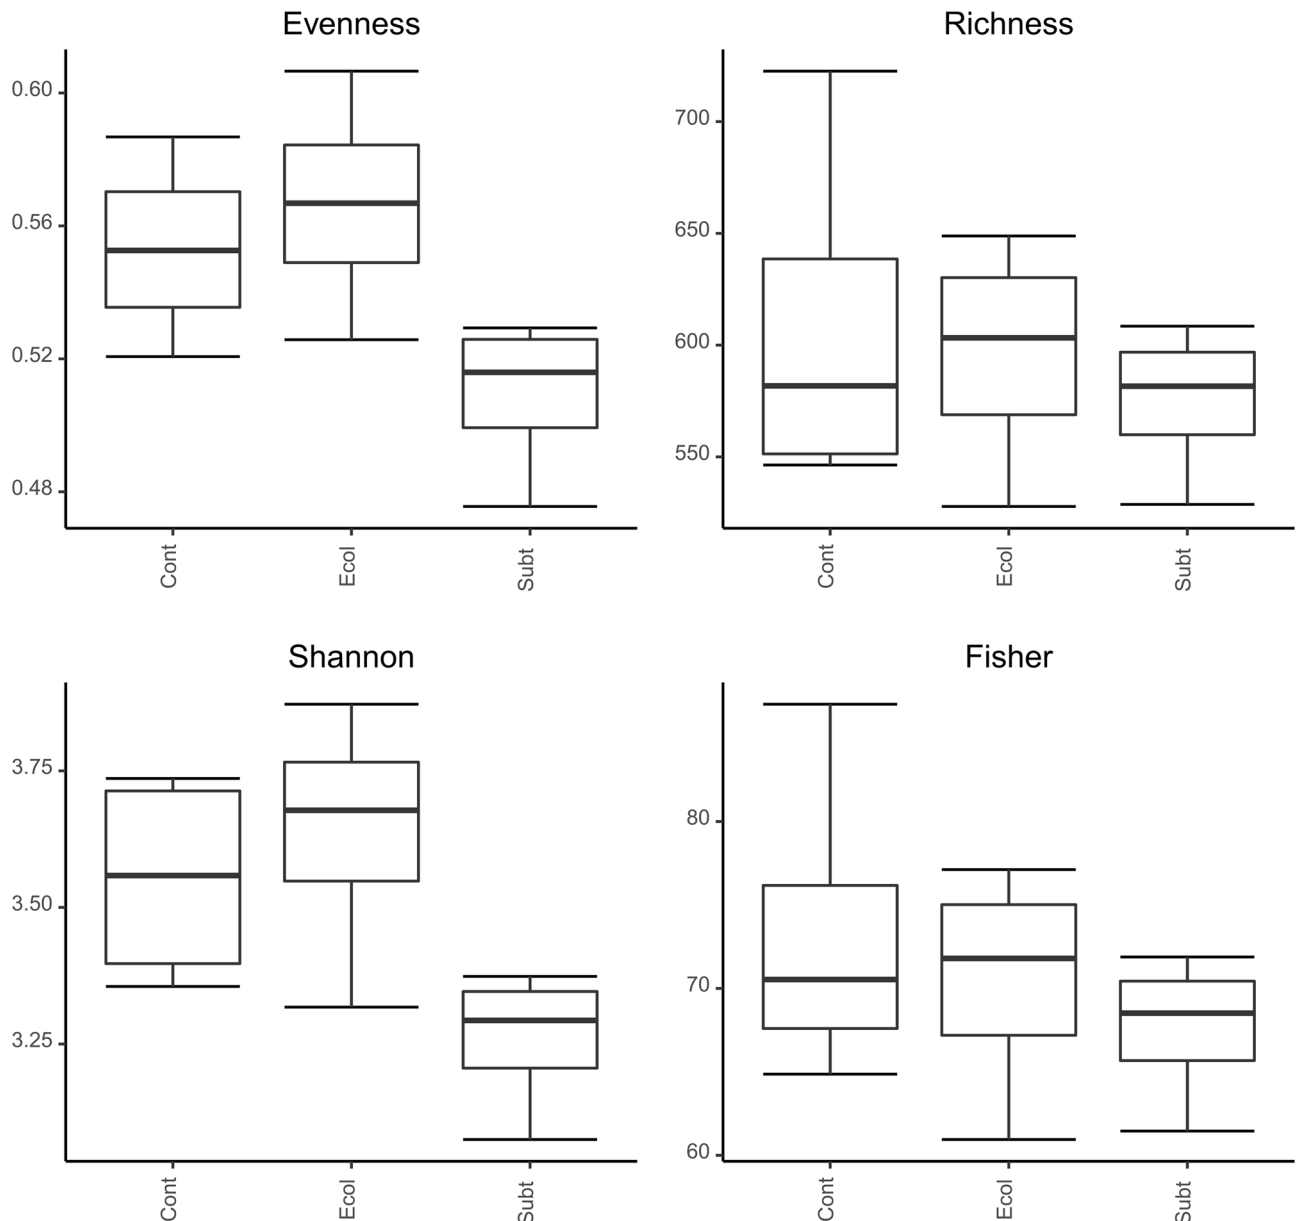 Evenness
0.60
0.56
0.52
0.48
Cont
Ecol
Subt
Richness
700
650
600
550
Cont
Ecol
Subt
Shannon
3.75
3.50
3.25
Cont
Ecol
Subt
Fisher
80
70
60
Cont
Ecol
Subt